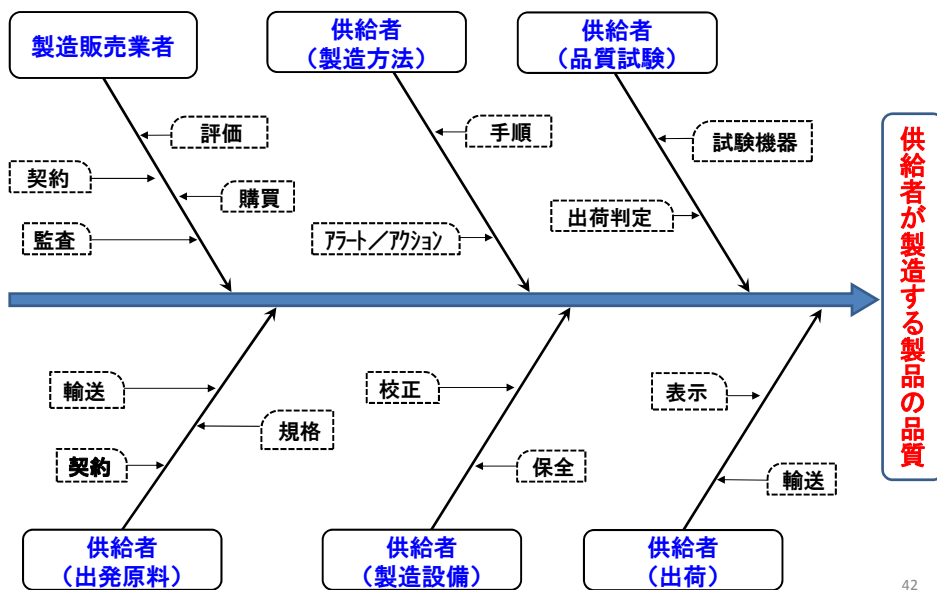 製造販売業者
供給者
（製造方法）
供給者
（品質試験）
評価
契約
購買
監査
手順
ｱﾗｰﾄ／ｱｸｼｮﾝ
試験機器
出荷判定
供給者が製造する製品の品質
輸送
規格
契約
校正
保全
表示
輸送
供給者
（出発原料）
供給者
（製造設備）
供給者
（出荷）
42